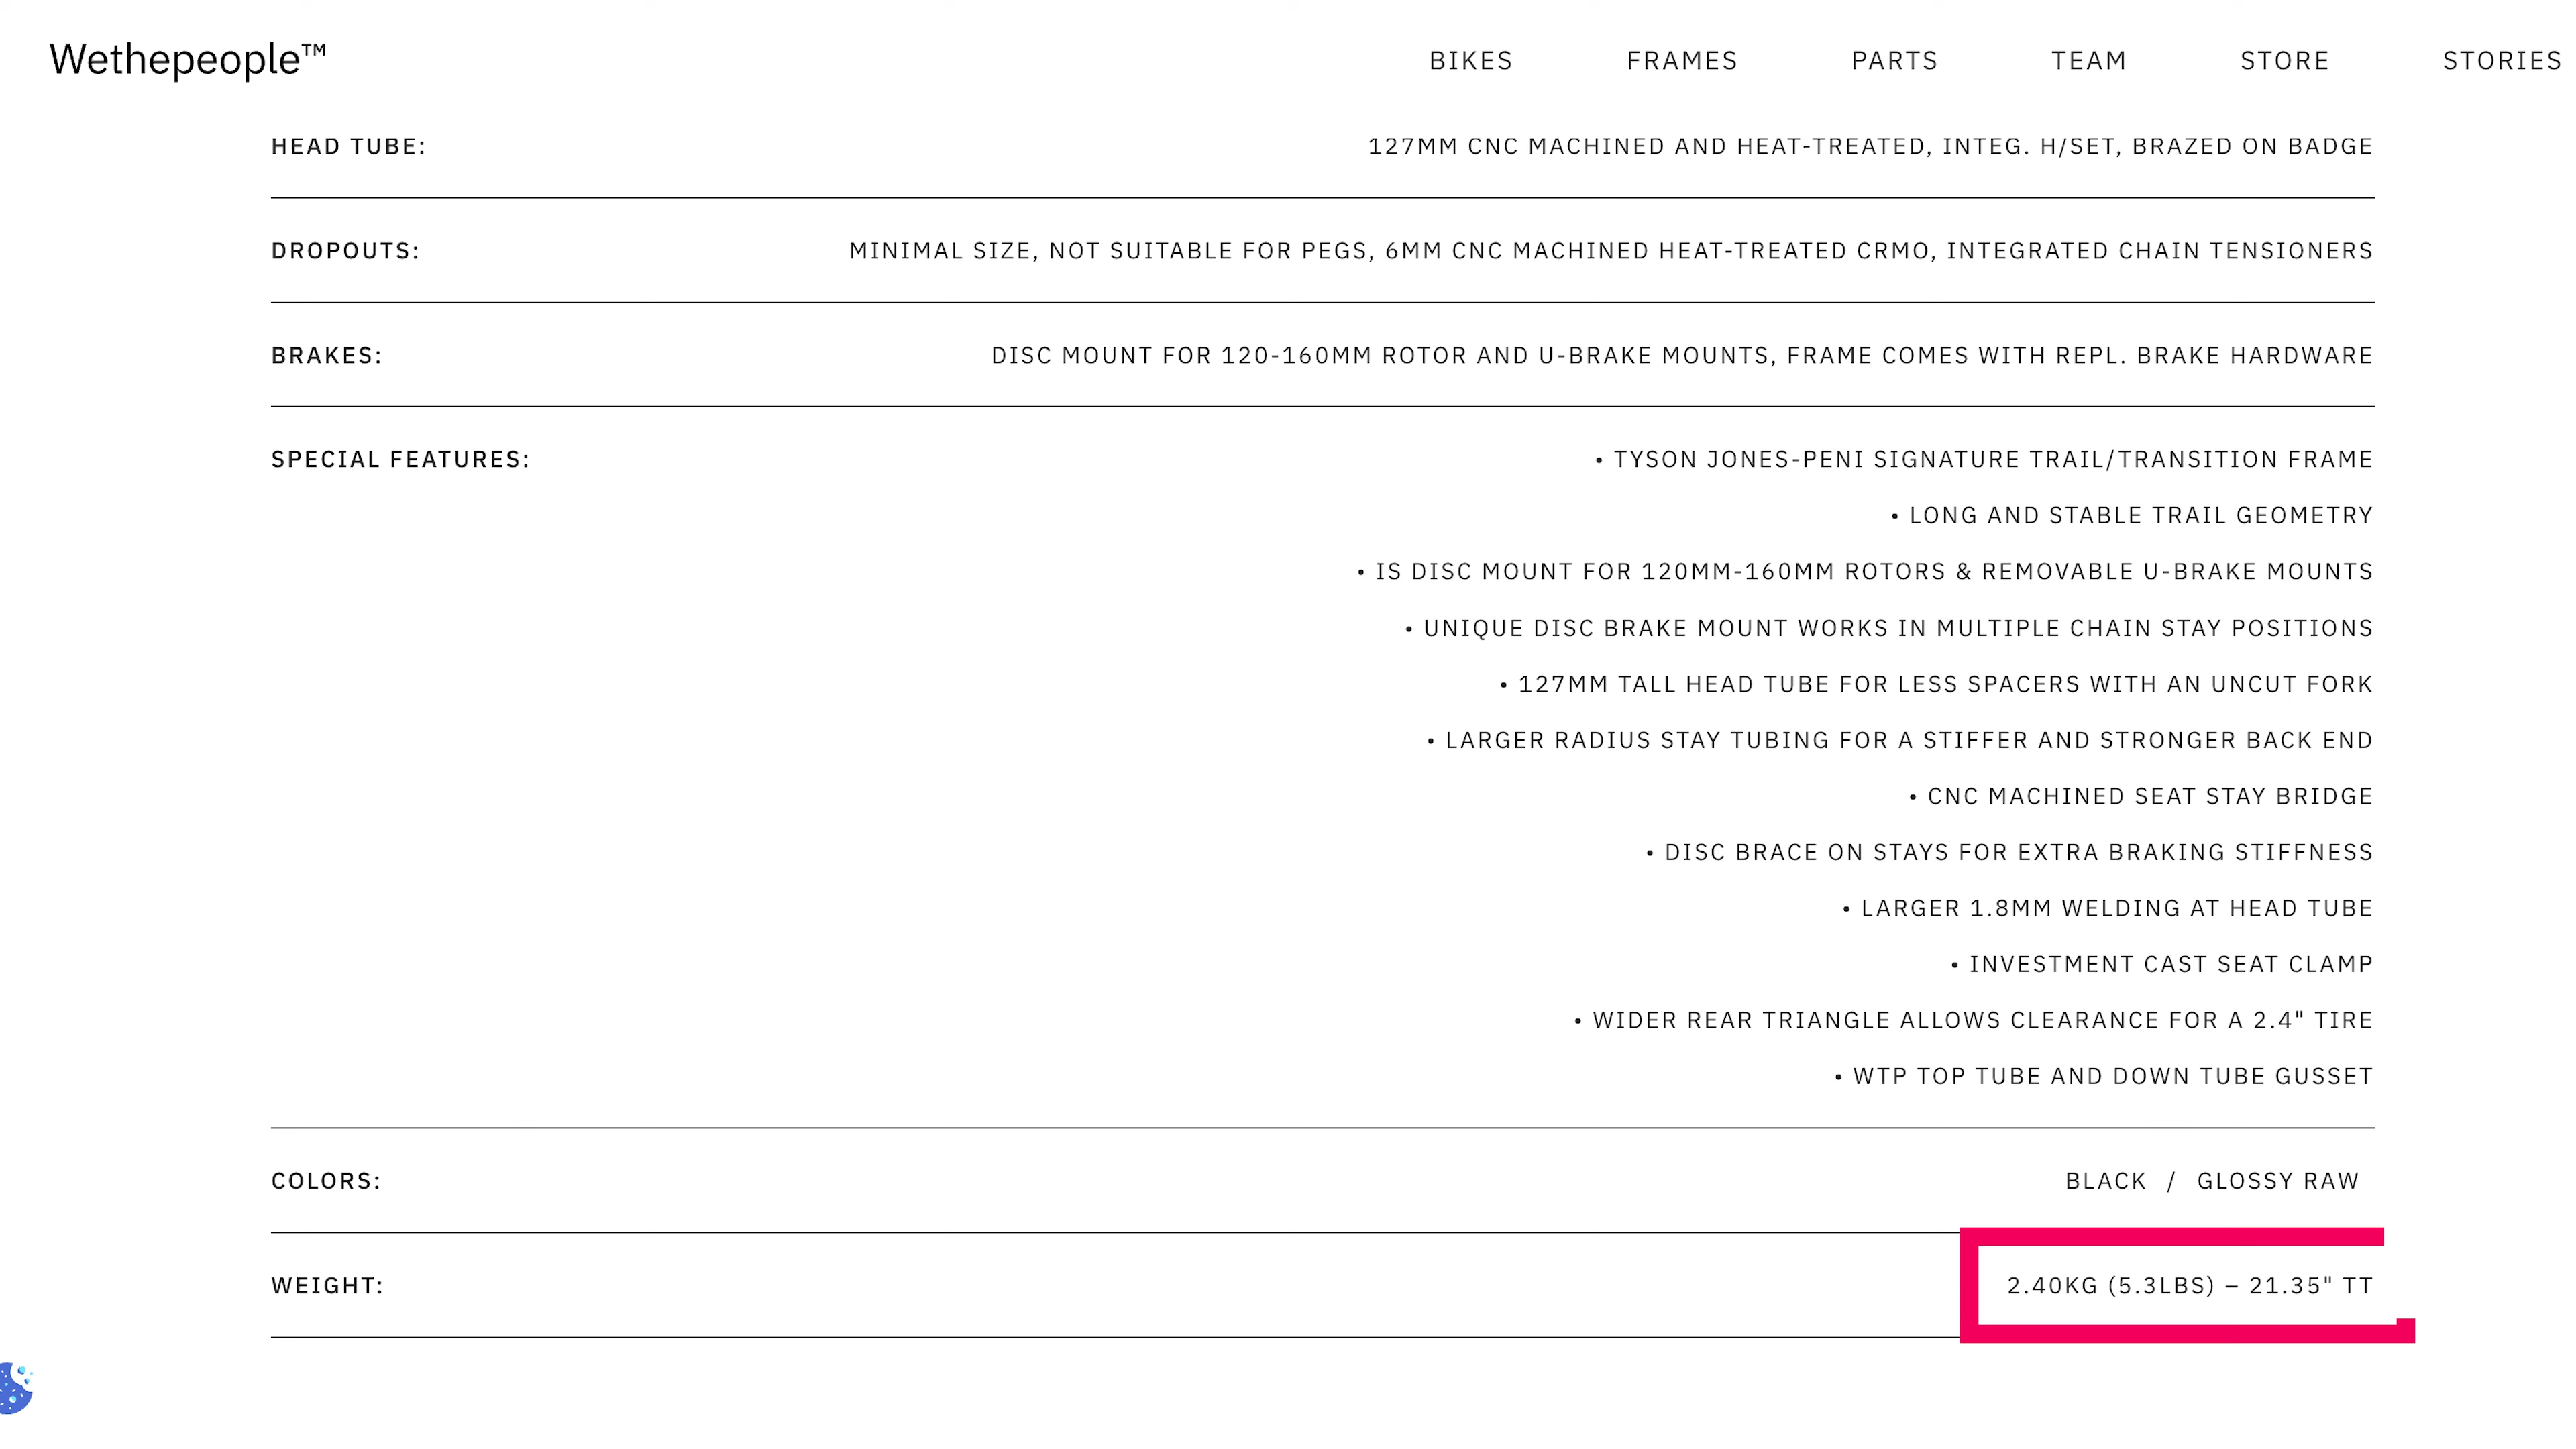 Wethepeople™ BIKES FRAMES PARTS TEAM STORE STORIES
HEAD TUBE: 127MM CNC MACHINED AND HEAT-TREATED, INTEG. H/SET, BRAZED ON BADGE
DROPOUTS: MINIMAL SIZE, NOT SUITABLE FOR PEGS, 6MM CNC MACHINED HEAT-TREATED CRMO, INTEGRATED CHAIN TENSIONERS
BRAKES: DISC MOUNT FOR 120-160MM ROTOR AND U-BRAKE MOUNTS, FRAME COMES WITH REPL. BRAKE HARDWARE
SPECIAL FEATURES: • TYSON JONES-PENI SIGNATURE TRAIL/TRANSITION FRAME
• LONG AND STABLE TRAIL GEOMETRY
• IS DISC MOUNT FOR 120MM-160MM ROTORS & REMOVABLE U-BRAKE MOUNTS
• UNIQUE DISC BRAKE MOUNT WORKS IN MULTIPLE CHAIN STAY POSITIONS
• 127MM TALL HEAD TUBE FOR LESS SPACERS WITH AN UNCUT FORK
• LARGER RADIUS STAY TUBING FOR A STIFFER AND STRONGER BACK END
• CNC MACHINED SEAT STAY BRIDGE
• DISC BRACE ON STAYS FOR EXTRA BRAKING STIFFNESS
• LARGER 1.8MM WELDING AT HEAD TUBE
• INVESTMENT CAST SEAT CLAMP
• WIDER REAR TRIANGLE ALLOWS CLEARANCE FOR A 2.4" TIRE
• WTP TOP TUBE AND DOWN TUBE GUSSET
COLORS: BLACK / GLOSSY RAW
WEIGHT: 2.40KG (5.3LBS) – 21.35" TT